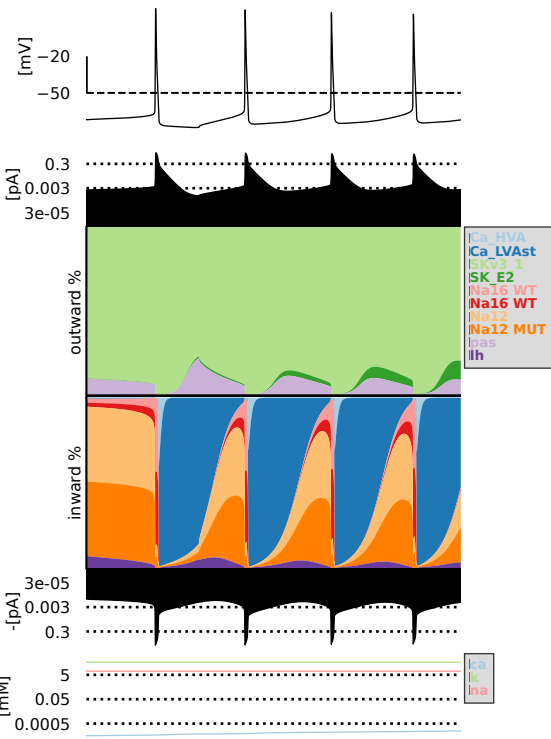 [mV]
−20
−50
[pA]
0.3
0.003
3e-05
outward %
Ca_HVA
Ca_LVAst
SKv3_1
SK_E2
Na16 WT
Na16 WT
Na12
Na12 MUT
pas
Ih
inward %
-[pA]
3e-05
0.003
0.3
[mM]
5
0.05
0.0005
ca
k
na